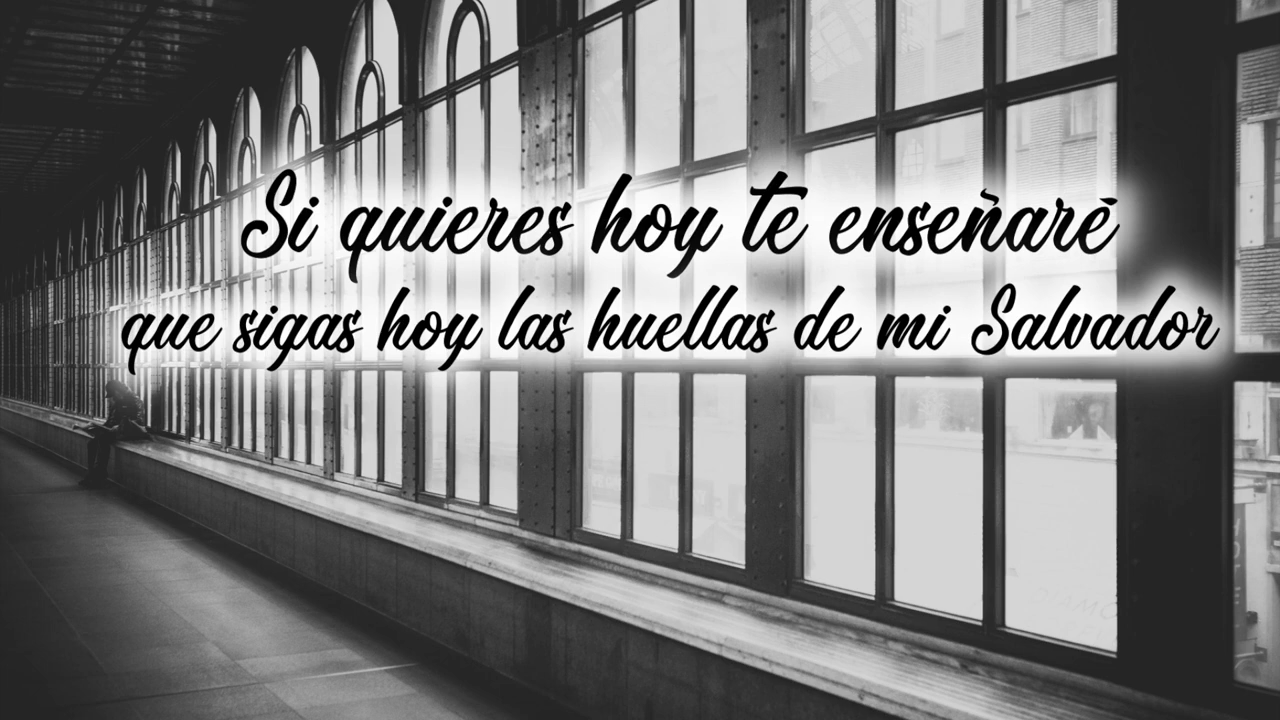 Si quieres hoy te enseñaré
que sigas hoy las huellas de mi Salvador